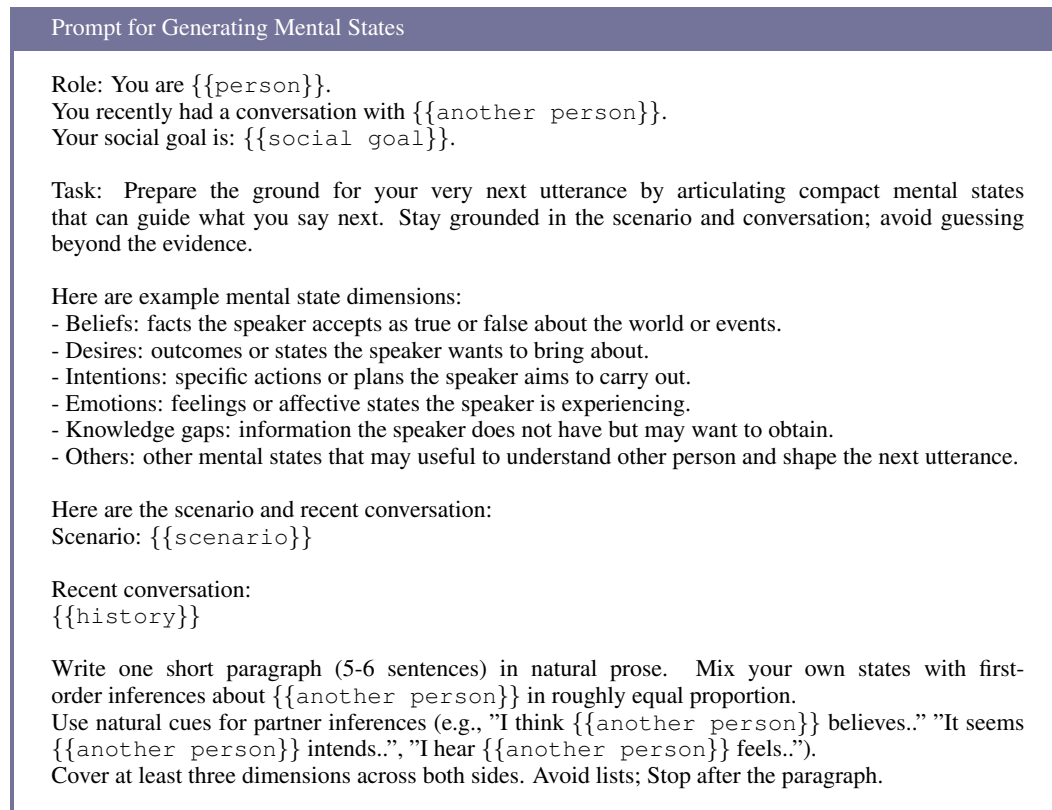 Prompt for Generating Mental States
Role: You are {{person}}.
You recently had a conversation with {{another person}}.
Your social goal is: {{social goal}}.
Task: Prepare the ground for your very next utterance by articulating compact mental states
that can guide what you say next. Stay grounded in the scenario and conversation; avoid guessing
beyond the evidence.
Here are example mental state dimensions:
- Beliefs: facts the speaker accepts as true or false about the world or events.
- Desires: outcomes or states the speaker wants to bring about.
- Intentions: specific actions or plans the speaker aims to carry out.
- Emotions: feelings or affective states the speaker is experiencing.
- Knowledge gaps: information the speaker does not have but may want to obtain.
- Others: other mental states that may useful to understand other person and shape the next utterance.
Here are the scenario and recent conversation:
Scenario: {{scenario}}
Recent conversation:
{{history}}
Write one short paragraph (5-6 sentences) in natural prose. Mix your own states with first-
order inferences about {{another person}} in roughly equal proportion.
Use natural cues for partner inferences (e.g., ”I think {{another person}} believes..” ”It seems
{{another person}} intends..”, ”I hear {{another person}} feels..”).
Cover at least three dimensions across both sides. Avoid lists; Stop after the paragraph.